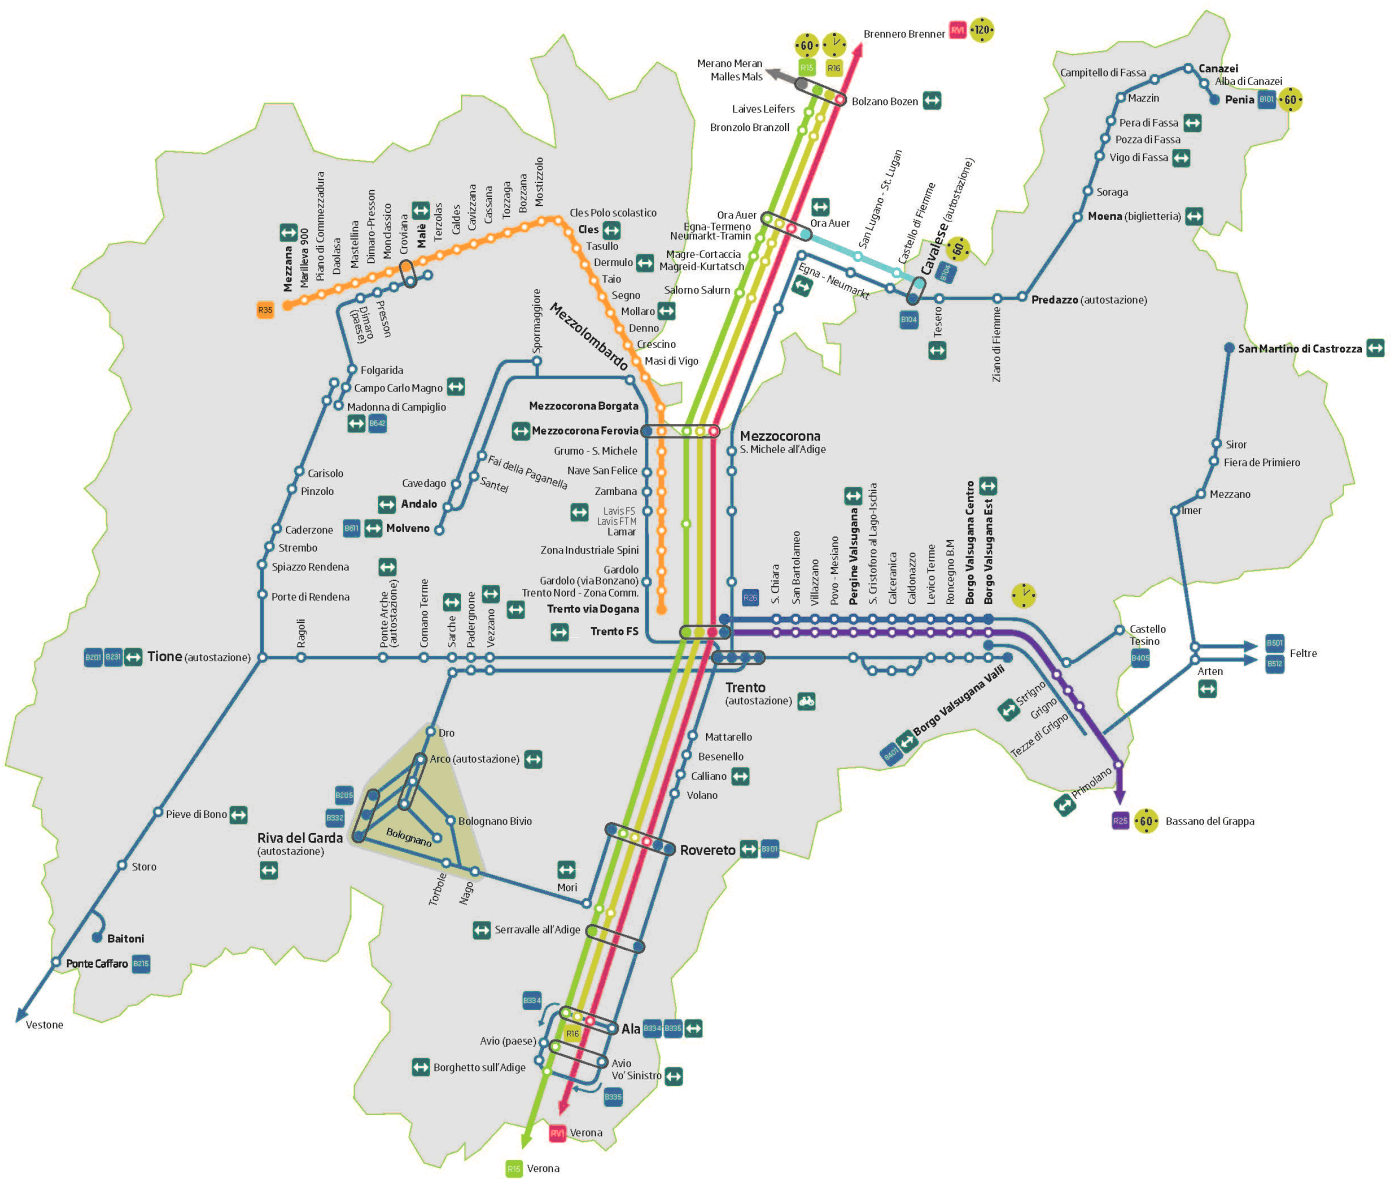 Brennero Brenner
RV1
120
60
R15
R16
Merano Meran
Malles Mals
Bolzano Bozen
Laives Leifers
Bronzolo Branzoll
Campitello di Fassa
Canazei
Alba di Canazei
Penia
B101
60
Mazzin
Pera di Fassa
Pozza di Fassa
Vigo di Fassa
Soraga
Moena (biglietteria)
Predazzo (autostazione)
Ora Auer
Ora Auer
Egna-Termeno
Neumarkt-Tramin
Magre-Cortaccia
Magreid-Kurtatsch
Salorno Salurn
San Lugano - St. Lugan
Castello di Fiemme
Cavalese (autostazione)
60
B104
B104
Egna - Neumarkt
Tesero
Ziano di Fiemme
Mezzana
Marilleva 900
Piano di Commezzadura
Daolasa
Mastellina
Dimaro-Presson
Monclassico
Croviana
Malè
Terzolas
Caldes
Cavizzana
Cassana
Tozzaga
Bozzana
Mostizzolo
R35
Cles Polo scolastico
Cles
Tassullo
Dermulo
Taio
Segno
Mollaro
Denno
Crescino
Masi di Vigo
Dimaro
(paese)
Presson
Folgarida
Campo Carlo Magno
Madonna di Campiglio
B642
Spormaggiore
Mezzolombardo
Mezzocorona Borgata
Mezzocorona Ferovia
Grumo - S. Michele
Nave San Felice
Zambana
Lavis FS
Lavis FTM
Lamar
Zona Industriale Spini
Gardolo
Gardolo (via Bonzano)
Trento Nord - Zona Comm.
Trento via Dogana
Trento FS
Mezzocorona
S. Michele all'Adige
San Martino di Castrozza
Siror
Fiera de Primiero
Mezzano
Imer
Carisolo
Pinzolo
Caderzone
Strembo
Spiazzo Rendena
Porte di Rendena
Cavedago
Fai della Paganella
Santel
Andalo
B611
Molveno
R25
S. Chiara
San Bartolameo
Villazzano
Povo - Mesiano
Pergine Valsugana
S. Cristoforo al Lago-Ischia
Calceranica
Caldonazzo
Levico Terme
Roncegno B.M
Borgo Valsugana Centro
Borgo Valsugana Est
Castello
Tesino
B405
B501
B512
Feltre
Arten
B201
B231
Tione (autostazione)
Ragoli
Ponte Arche
(autostazione)
Comano Terme
Sarche
Padergnone
Vezzano
Trento
(autostazione)
B401
Borgo Valsugana Valli
Strigno
Grigno
Tezze di Grigno
Primolano
R25
60
Bassano del Grappa
Dro
Arco (autostazione)
B205
B332
Riva del Garda
(autostazione)
Bolognano
Bolognano Bivio
Torbole
Nago
Mattarello
Besenello
Calliano
Volano
Rovereto
B301
Mori
Pieve di Bono
Storo
Baitoni
Ponte Caffaro
B215
Vestone
Serravalle all'Adige
B334
R16
Ala
B334
B335
Avio (paese)
Borghetto sull'Adige
Avio
Vo' Sinistro
B335
RV1
Verona
R15
Verona